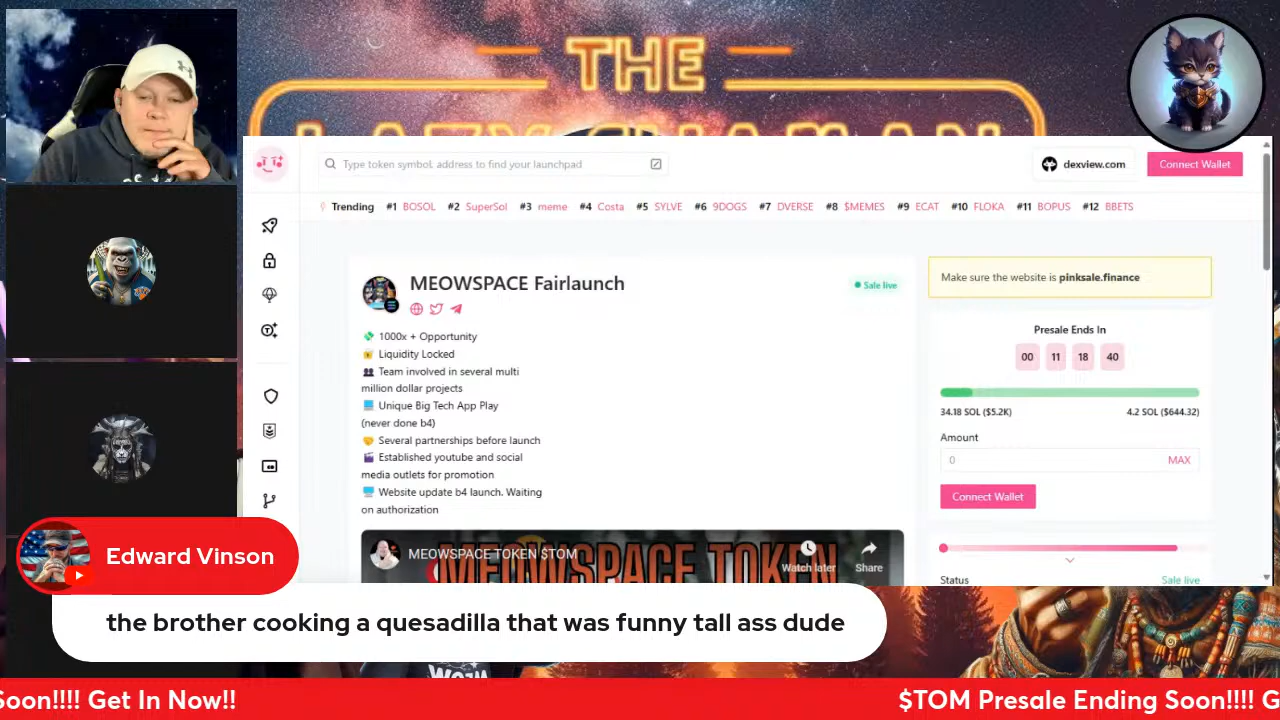 THE
LAZY SHAMAN
Type token symbol, address to find your launchpad
dexview.com
Connect Wallet
Trending #1 BOSOL #2 SuperSol #3 meme #4 Costa #5 SYLVE #6 9DOGS #7 DVERSE #8 $MEMES #9 ECAT #10 FLOKA #11 BOPUS #12 BBETS
MEOWSPACE Fairlaunch
Sale live
1000x + Opportunity
Liquidity Locked
Team involved in several multi
million dollar projects
Unique Big Tech App Play
(never done b4)
Several partnerships before launch
Established youtube and social
media outlets for promotion
Website update b4 launch. Waiting
on authorization
MEOWSPACE TOKEN $TOM
MEOWSPACE TOKEN
Watch later
Share
Make sure the website is pinksale.finance
Presale Ends In
00 11 18 40
34.18 SOL ($5.2K) 4.2 SOL ($644.32)
Amount
0 MAX
Connect Wallet
Status Sale live
Edward Vinson
the brother cooking a quesadilla that was funny tall ass dude
Soon!!!! Get In Now!! $TOM Presale Ending Soon!!!! G